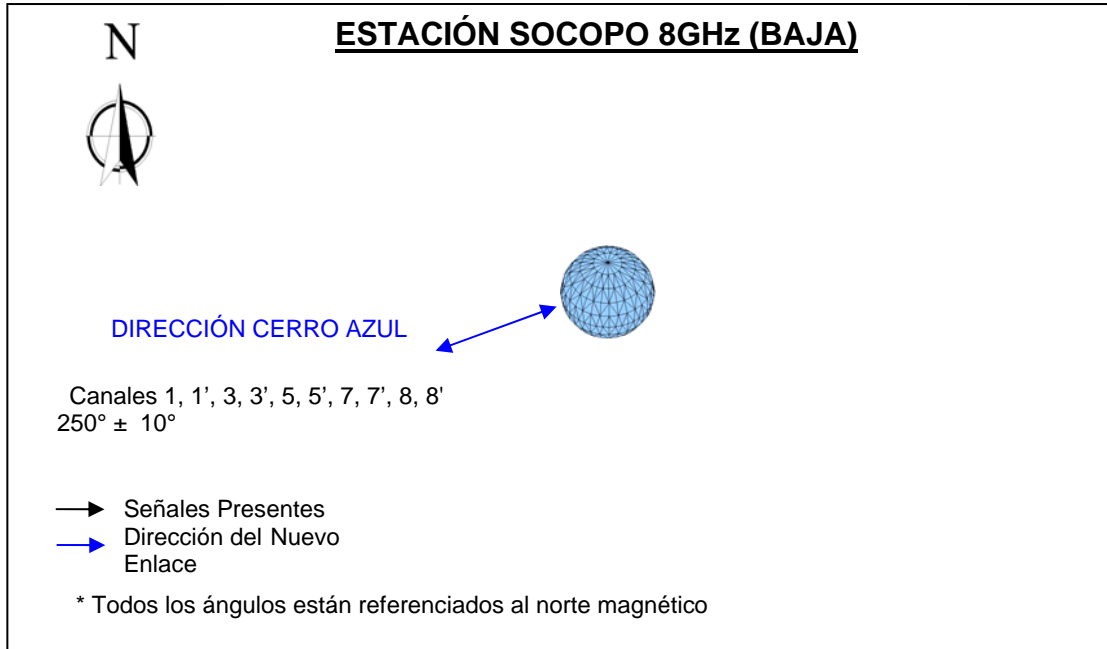 N
ESTACIÓN SOCOPO 8GHz (BAJA)
DIRECCIÓN CERRO AZUL
Canales 1, 1’, 3, 3’, 5, 5’, 7, 7’, 8, 8'
250° ± 10°
Señales Presentes
Dirección del Nuevo
Enlace
* Todos los ángulos están referenciados al norte magnético